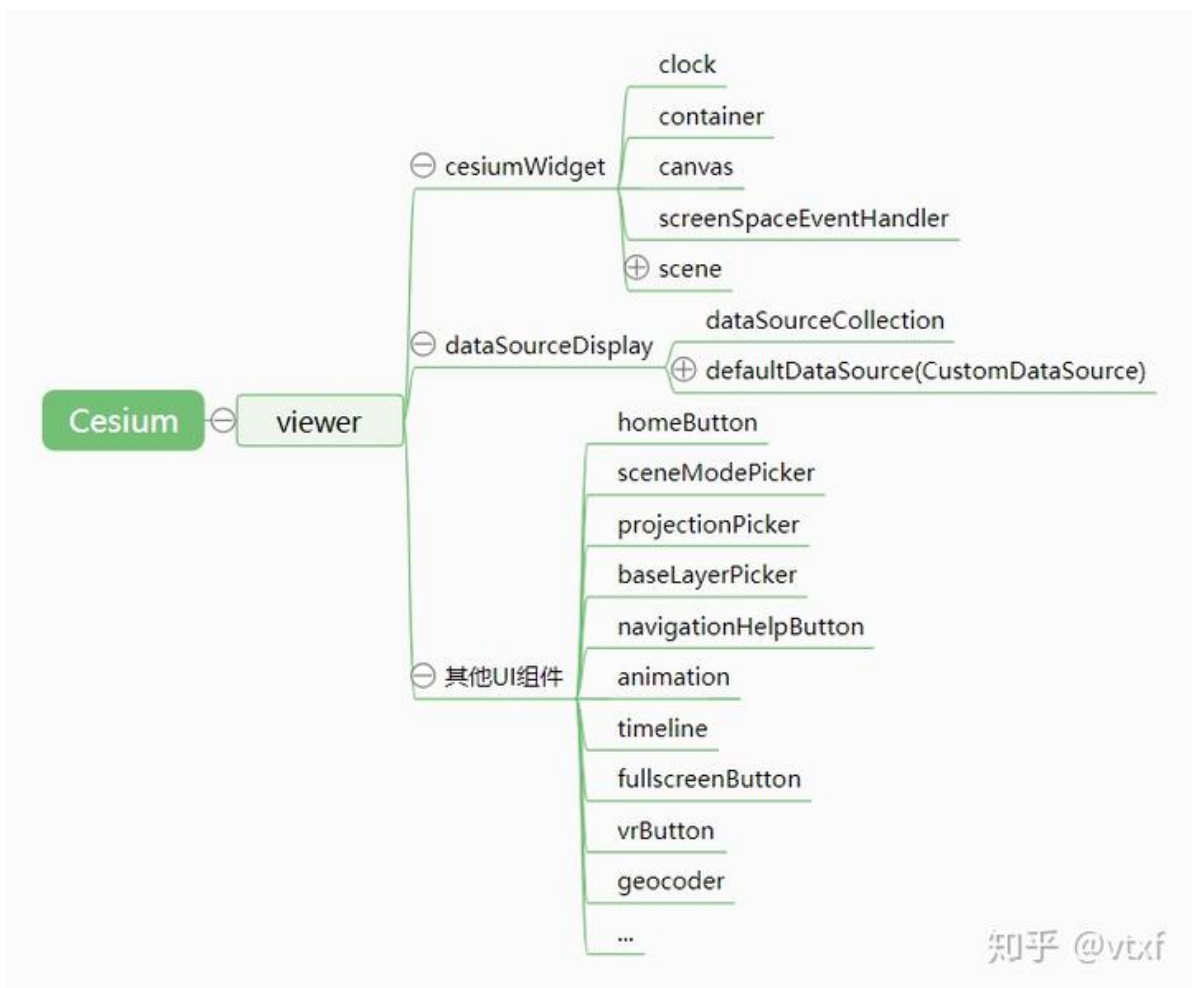 Cesium
viewer
cesiumWidget
clock
container
canvas
screenSpaceEventHandler
scene
dataSourceDisplay
dataSourceCollection
defaultDataSource(CustomDataSource)
其他UI组件
homeButton
sceneModePicker
projectionPicker
baseLayerPicker
navigationHelpButton
animation
timeline
fullscreenButton
vrButton
geocoder
...
知乎 @vtxf